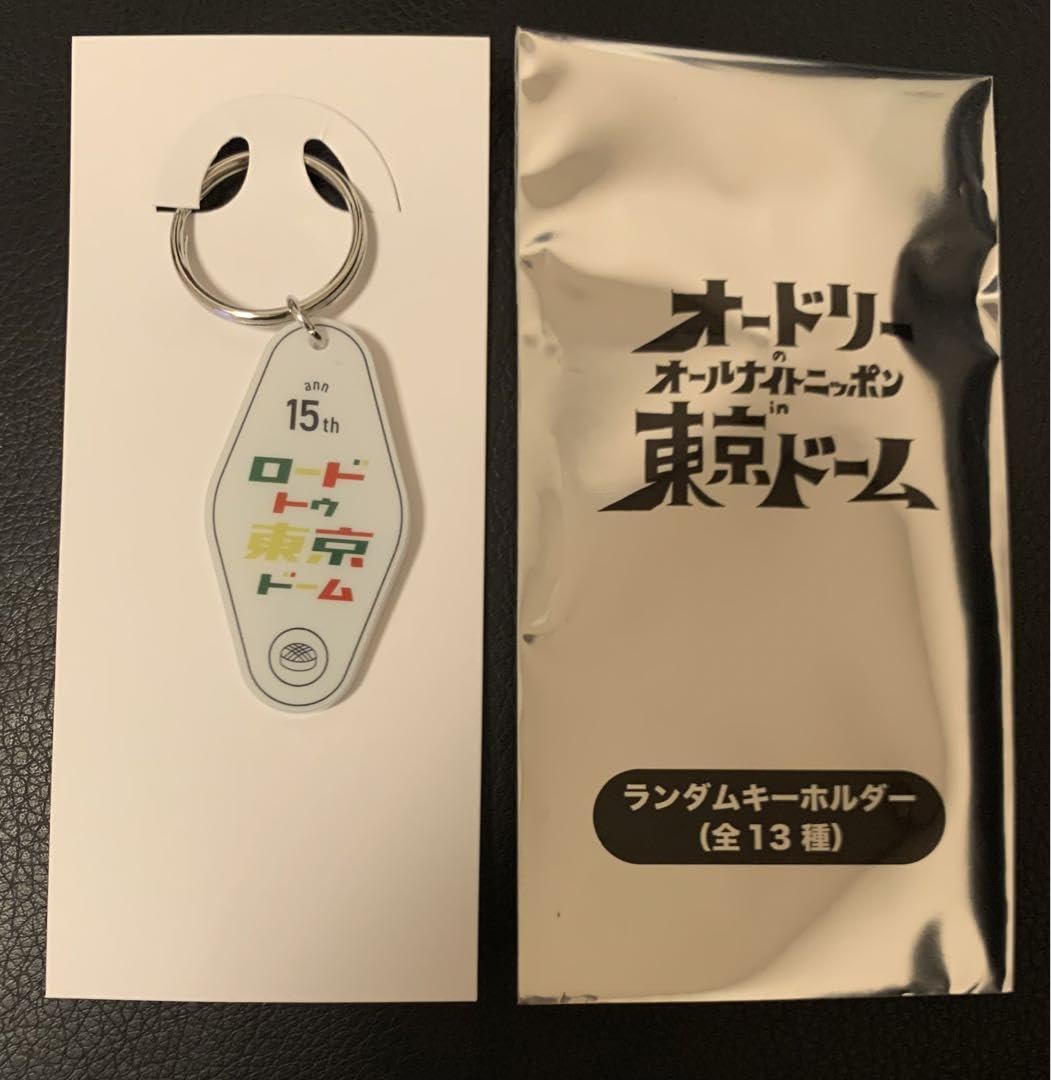 ann
15th
ロード
トゥ
東京
ドーム
オードリー
の
オールナイトニッポン
in
東京ドーム
ランダムキーホルダー
(全13種)